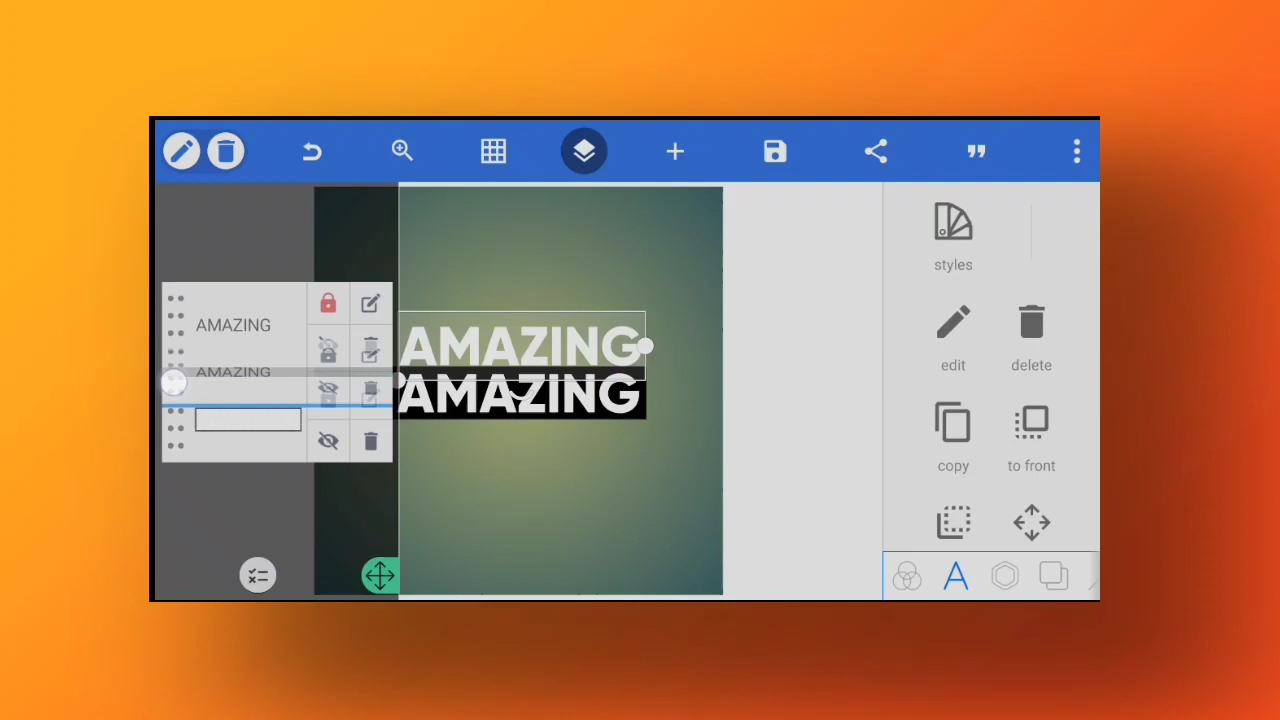 styles
AMAZING
AMAZING
AMAZING
AMAZING
edit
delete
copy
to front